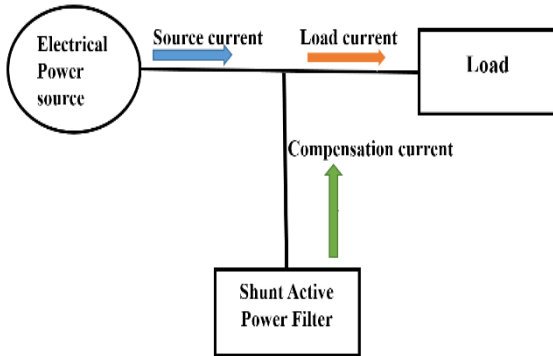 Electrical
Power
source
Source current
Load current
Load
Compensation current
Shunt Active
Power Filter